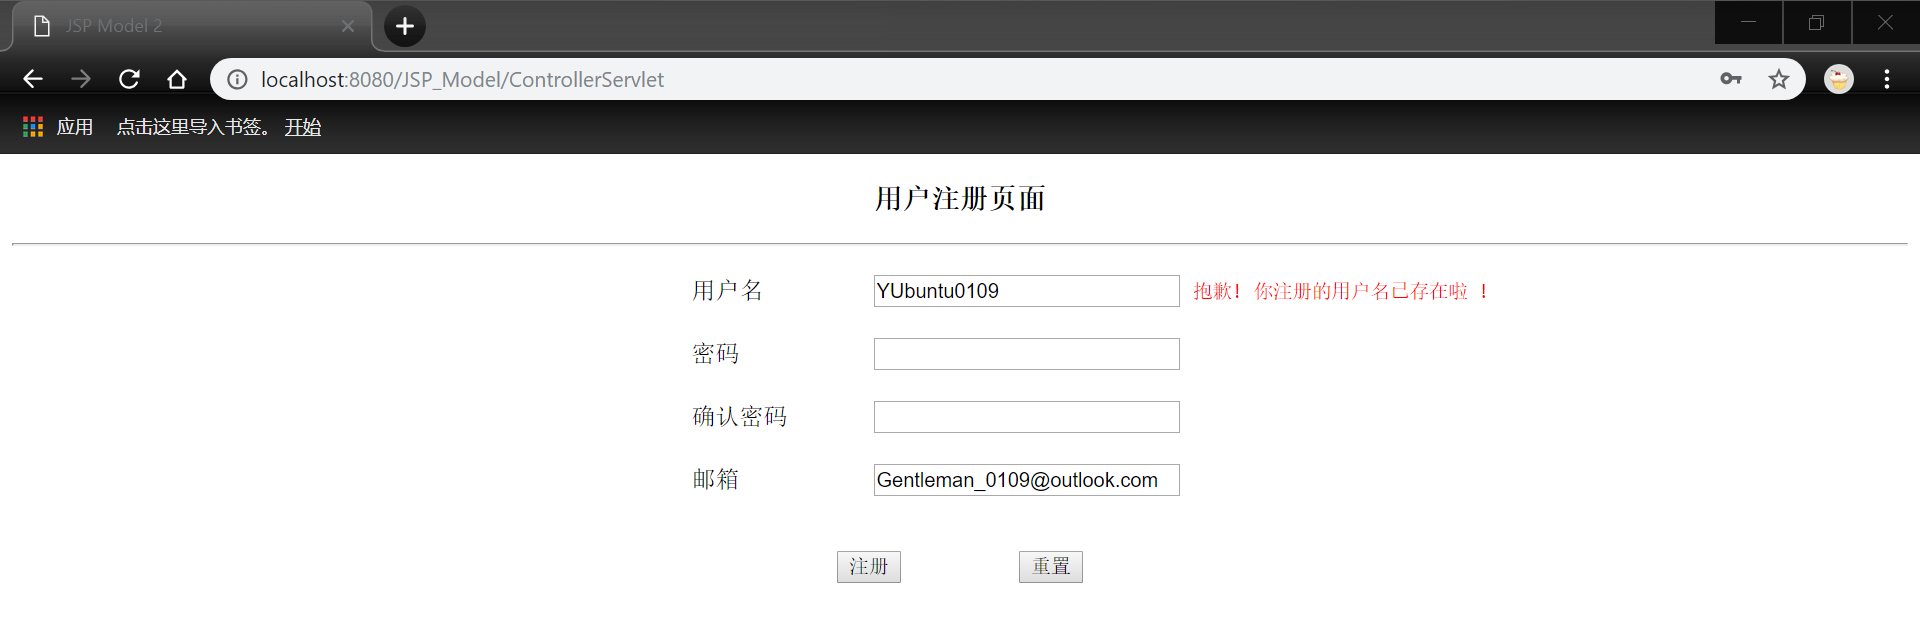 JSP Model 2
localhost:8080/JSP_Model/ControllerServlet
应用 点击这里导入书签。 开始
用户注册页面
用户名 YUbuntu0109 抱歉! 你注册的用户名已存在啦 !
密码
确认密码
邮箱 Gentleman_0109@outlook.com
注册 重置